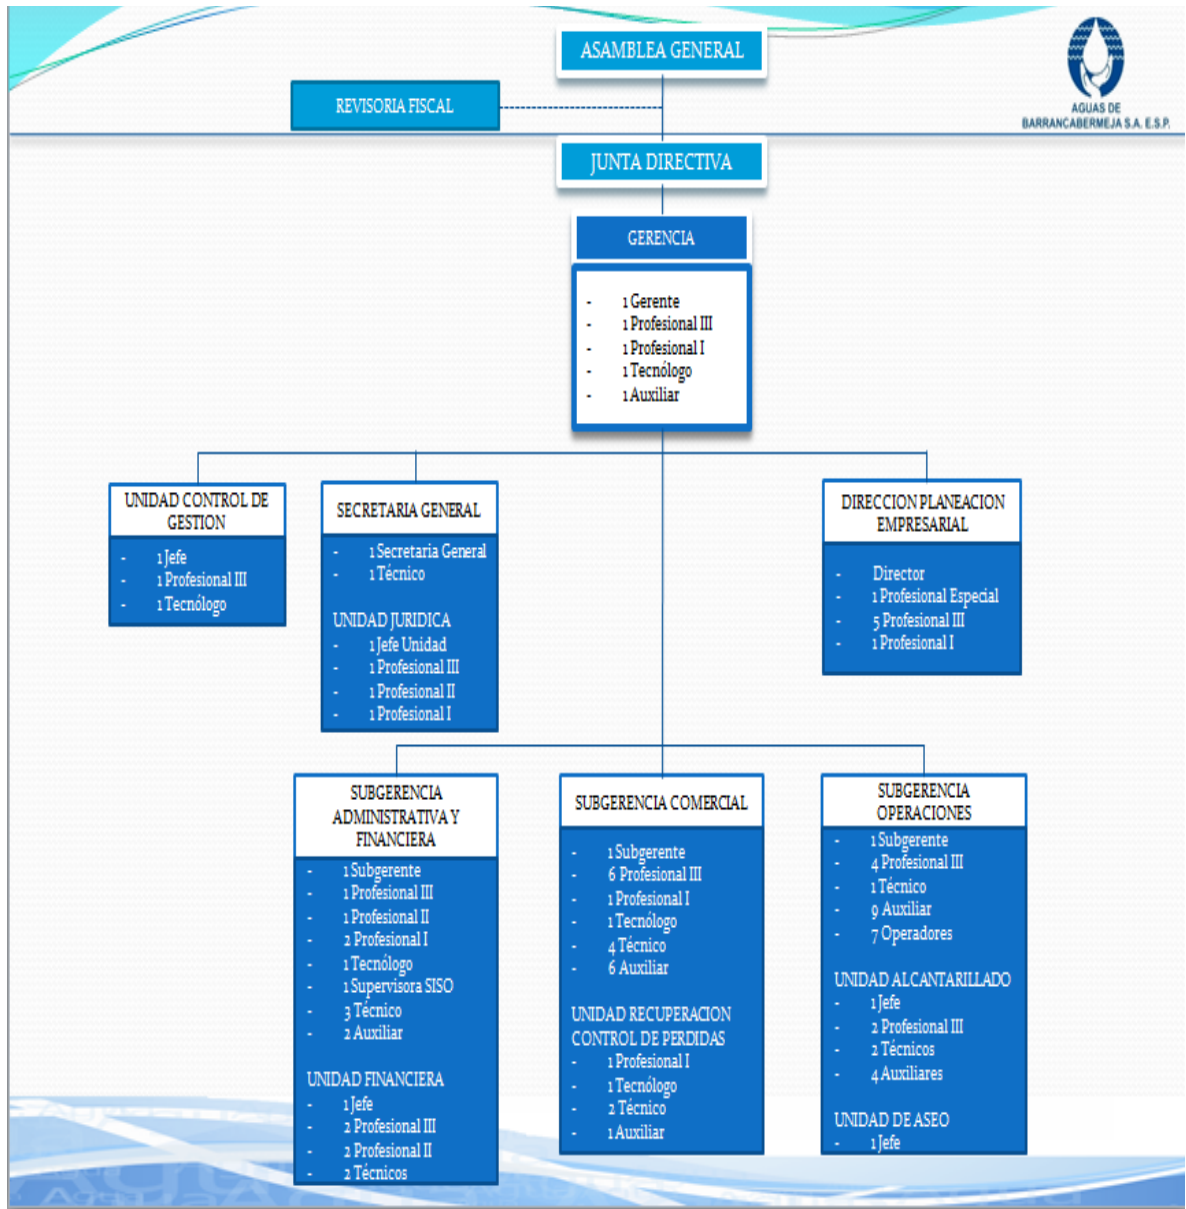 ASAMBLEA GENERAL
REVISORIA FISCAL
AGUAS DE
BARRANCABERMEJA S.A. E.S.P.
JUNTA DIRECTIVA
GERENCIA
- 1 Gerente
- 1 Profesional III
- 1 Profesional I
- 1 Tecnólogo
- 1 Auxiliar
UNIDAD CONTROL DE
GESTION
- 1 Jefe
- 1 Profesional III
- 1 Tecnólogo
SECRETARIA GENERAL
- 1 Secretaria General
- 1 Técnico
UNIDAD JURIDICA
- 1 Jefe Unidad
- 1 Profesional III
- 1 Profesional II
- 1 Profesional I
DIRECCION PLANEACION
EMPRESARIAL
- Director
- 1 Profesional Especial
- 5 Profesional III
- 1 Profesional I
SUBGERENCIA
ADMINISTRATIVA Y
FINANCIERA
- 1 Subgerente
- 1 Profesional III
- 1 Profesional II
- 2 Profesional I
- 1 Tecnólogo
- 1 Supervisora SISO
- 3 Técnico
- 2 Auxiliar
UNIDAD FINANCIERA
- 1 Jefe
- 2 Profesional III
- 2 Profesional II
- 2 Técnicos
SUBGERENCIA COMERCIAL
- 1 Subgerente
- 6 Profesional III
- 1 Profesional I
- 1 Tecnólogo
- 4 Técnico
- 6 Auxiliar
UNIDAD RECUPERACION
CONTROL DE PERDIDAS
- 1 Profesional I
- 1 Tecnólogo
- 2 Técnico
- 1 Auxiliar
SUBGERENCIA
OPERACIONES
- 1 Subgerente
- 4 Profesional III
- 1 Técnico
- 9 Auxiliar
- 7 Operadores
UNIDAD ALCANTARILLADO
- 1 Jefe
- 2 Profesional III
- 2 Técnicos
- 4 Auxiliares
UNIDAD DE ASEO
- 1 Jefe